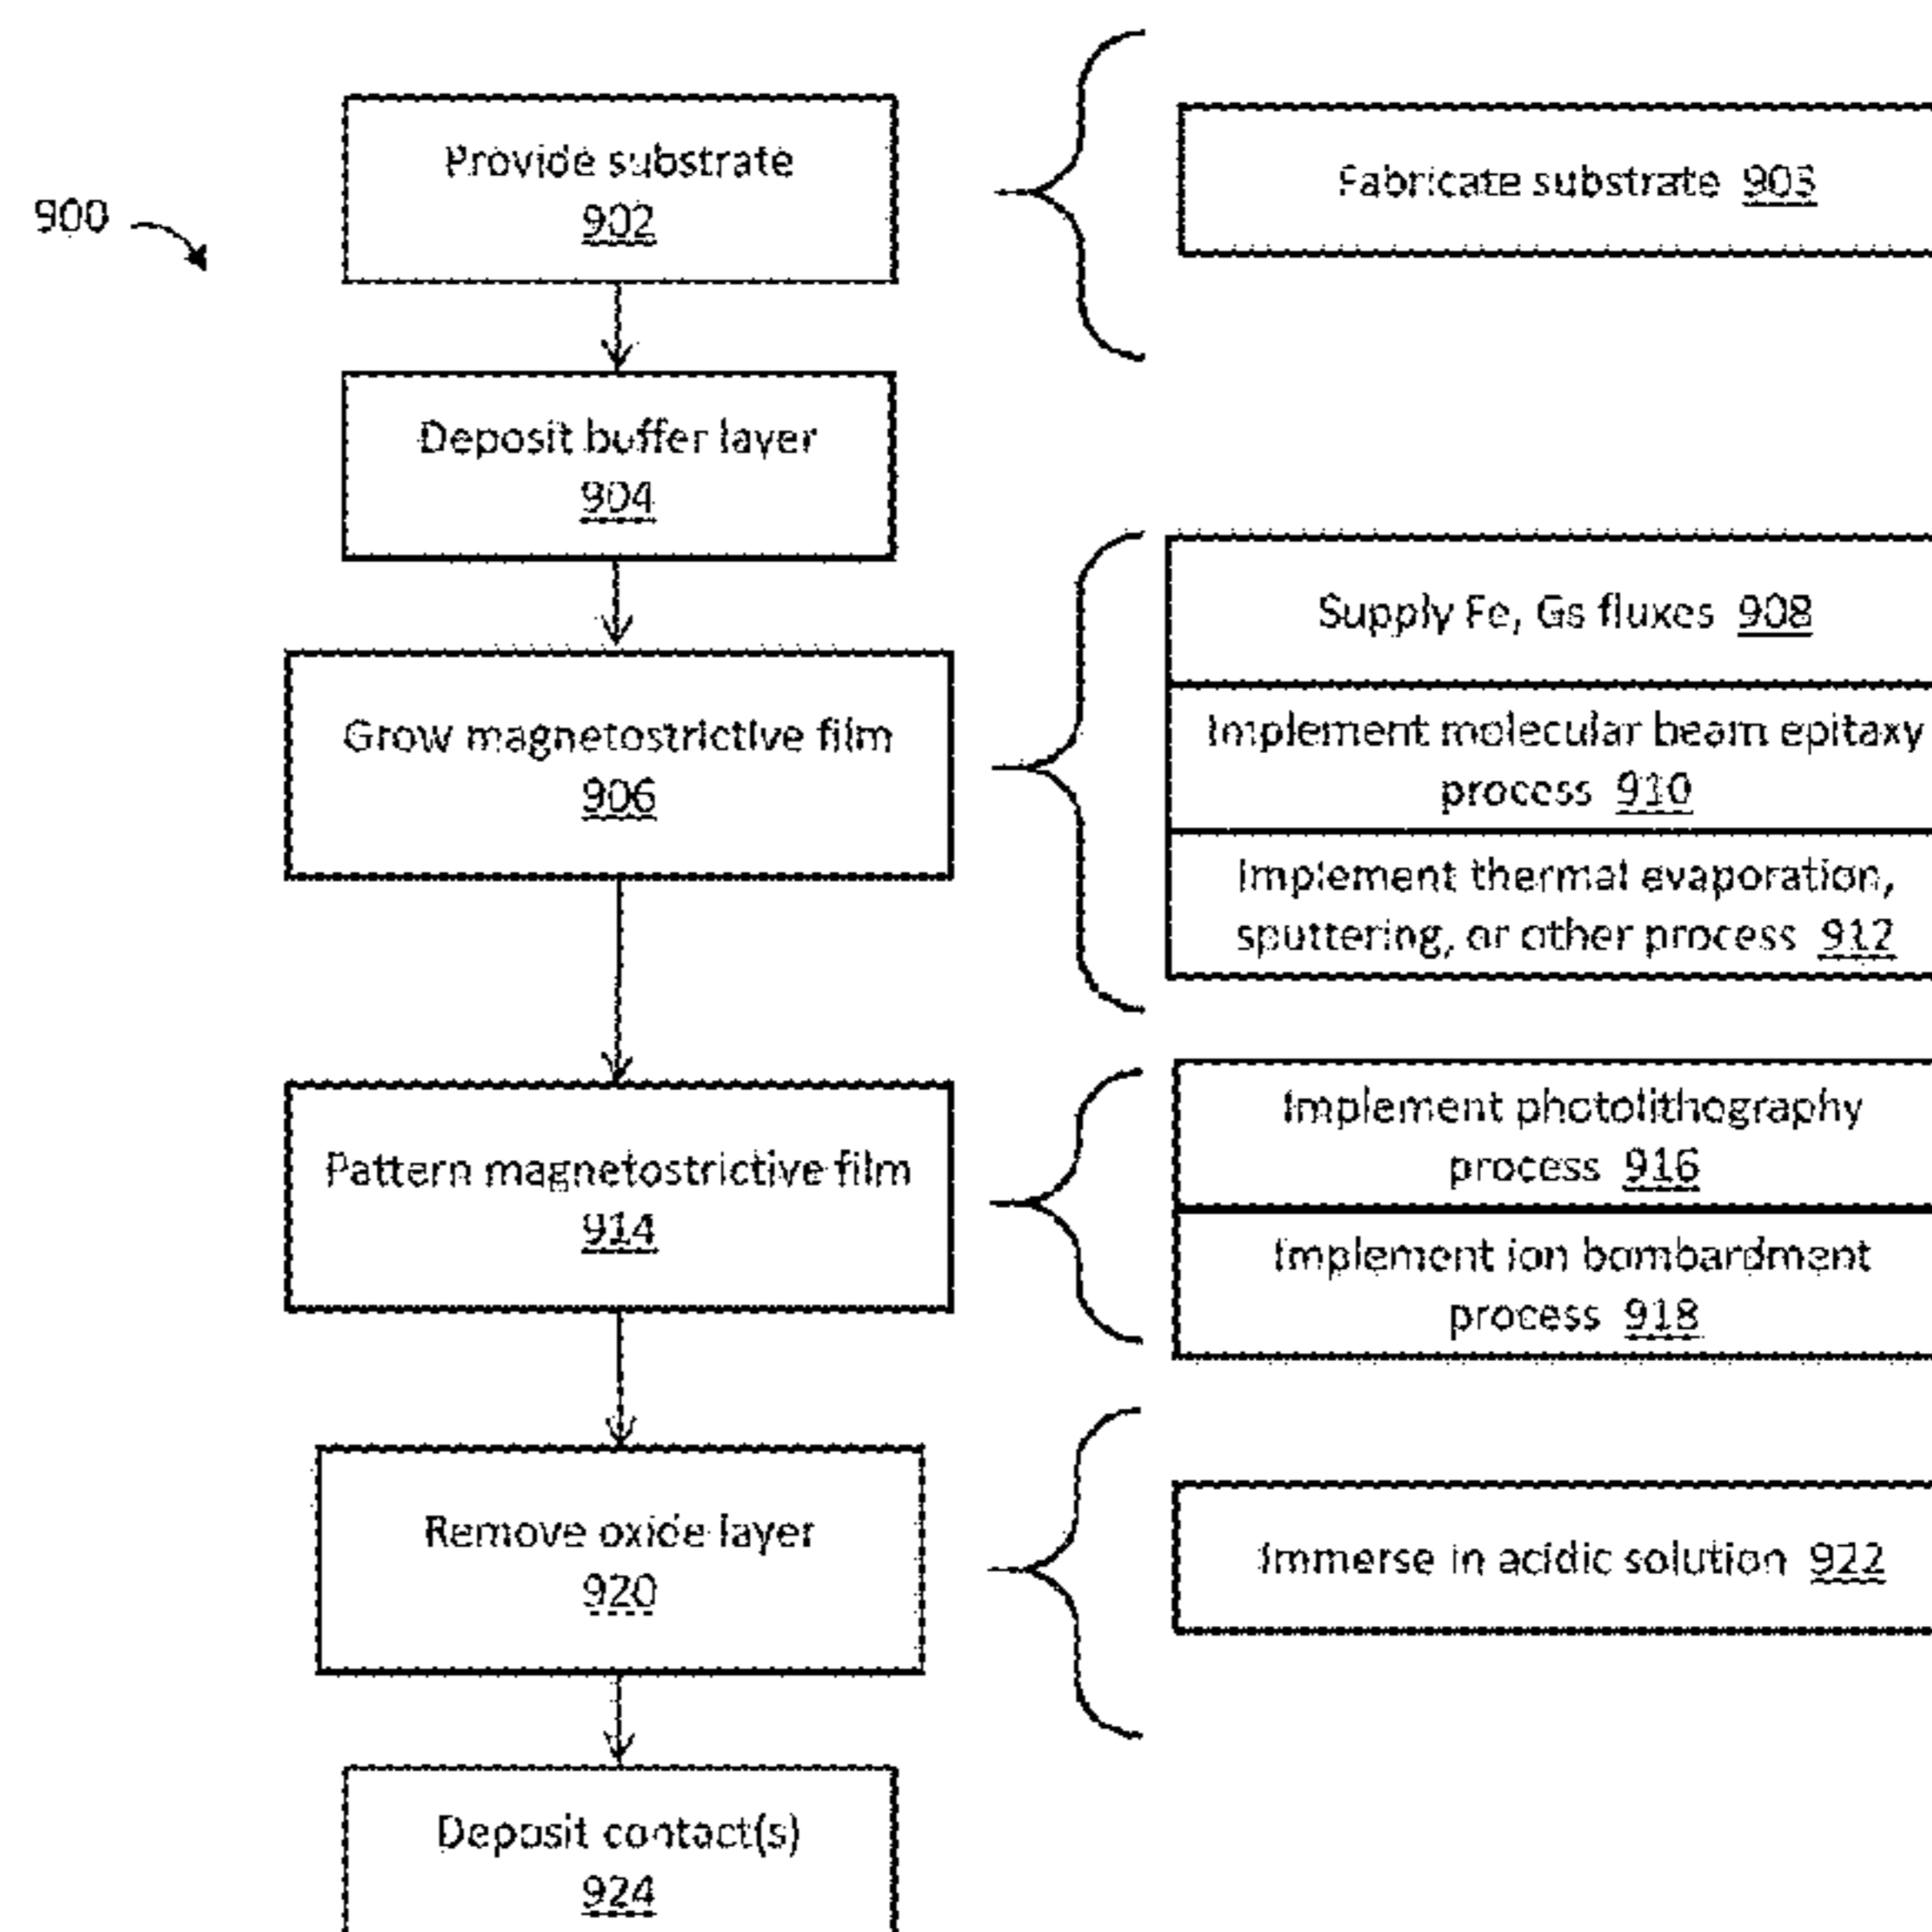 900
Provide substrate
902
Fabricate substrate 903
Deposit buffer layer
904
Grow magnetostrictive film
906
Supply Fe, Gs fluxes 908
Implement molecular beam epitaxy
process 910
Implement thermal evaporation,
sputtering, or other process 912
Pattern magnetostrictive film
914
Implement photolithography
process 916
Implement ion bombardment
process 918
Remove oxide layer
920
Immerse in acidic solution 922
Deposit contact(s)
924